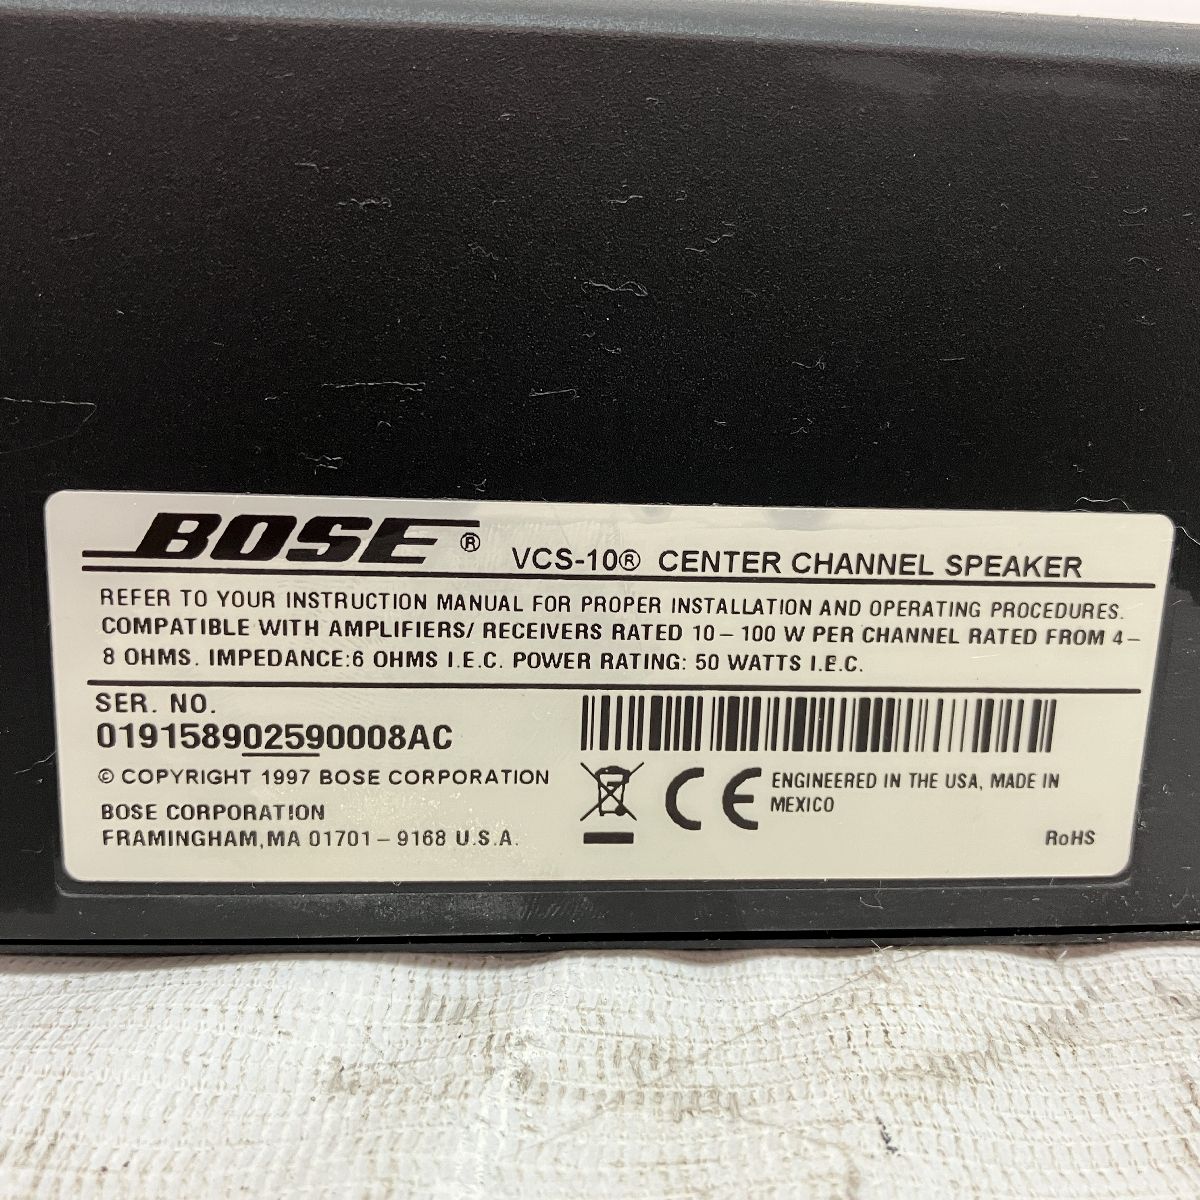 BOSE® VCS-10® CENTER CHANNEL SPEAKER
REFER TO YOUR INSTRUCTION MANUAL FOR PROPER INSTALLATION AND OPERATING PROCEDURES.
COMPATIBLE WITH AMPLIFIERS/ RECEIVERS RATED 10 – 100 W PER CHANNEL RATED FROM 4 –
8 OHMS. IMPEDANCE:6 OHMS I.E.C. POWER RATING: 50 WATTS I.E.C.
SER. NO.
019158902590008AC
© COPYRIGHT 1997 BOSE CORPORATION
BOSE CORPORATION
FRAMINGHAM,MA 01701 – 9168 U.S.A.
CE
ENGINEERED IN THE USA, MADE IN
MEXICO
RoHS